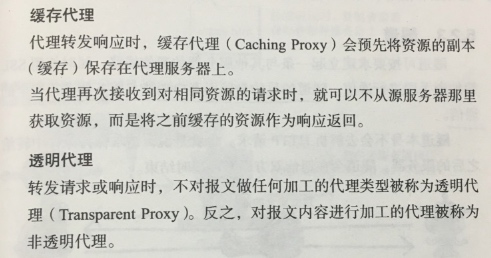 缓存代理
代理转发响应时，缓存代理（Caching Proxy）会预先将资源的副本
（缓存）保存在代理服务器上。
当代理再次接收到对相同资源的请求时，就可以不从源服务器那里
获取资源，而是将之前缓存的资源作为响应返回。
透明代理
转发请求或响应时，不对报文做任何加工的代理类型被称为透明代
理（Transparent Proxy）。反之，对报文内容进行加工的代理被称为
非透明代理。